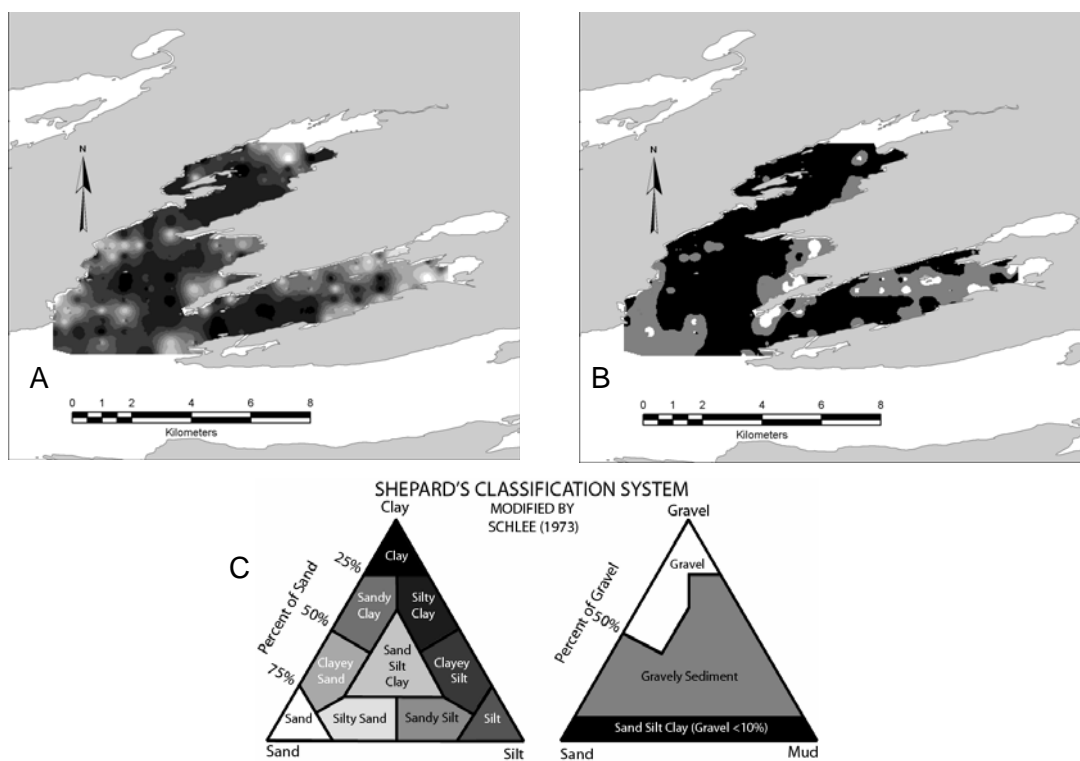 N
A
0 1 2 4 6 8
Kilometers
N
B
0 1 2 4 6 8
Kilometers
SHEPARD'S CLASSIFICATION SYSTEM
MODIFIED BY
SCHLEE (1973)
C
Clay
Clay
25%
Sandy
Clay
Silty
Clay
50%
Percent of Sand
Sand
Silt
Clay
Clayey
Sand
Clayey
Silt
75%
Sand
Silty Sand
Sandy Silt
Silt
Sand
Silt
Gravel
Gravel
Percent of Gravel
50%
Gravely Sediment
Sand Silt Clay (Gravel <10%)
Sand
Mud